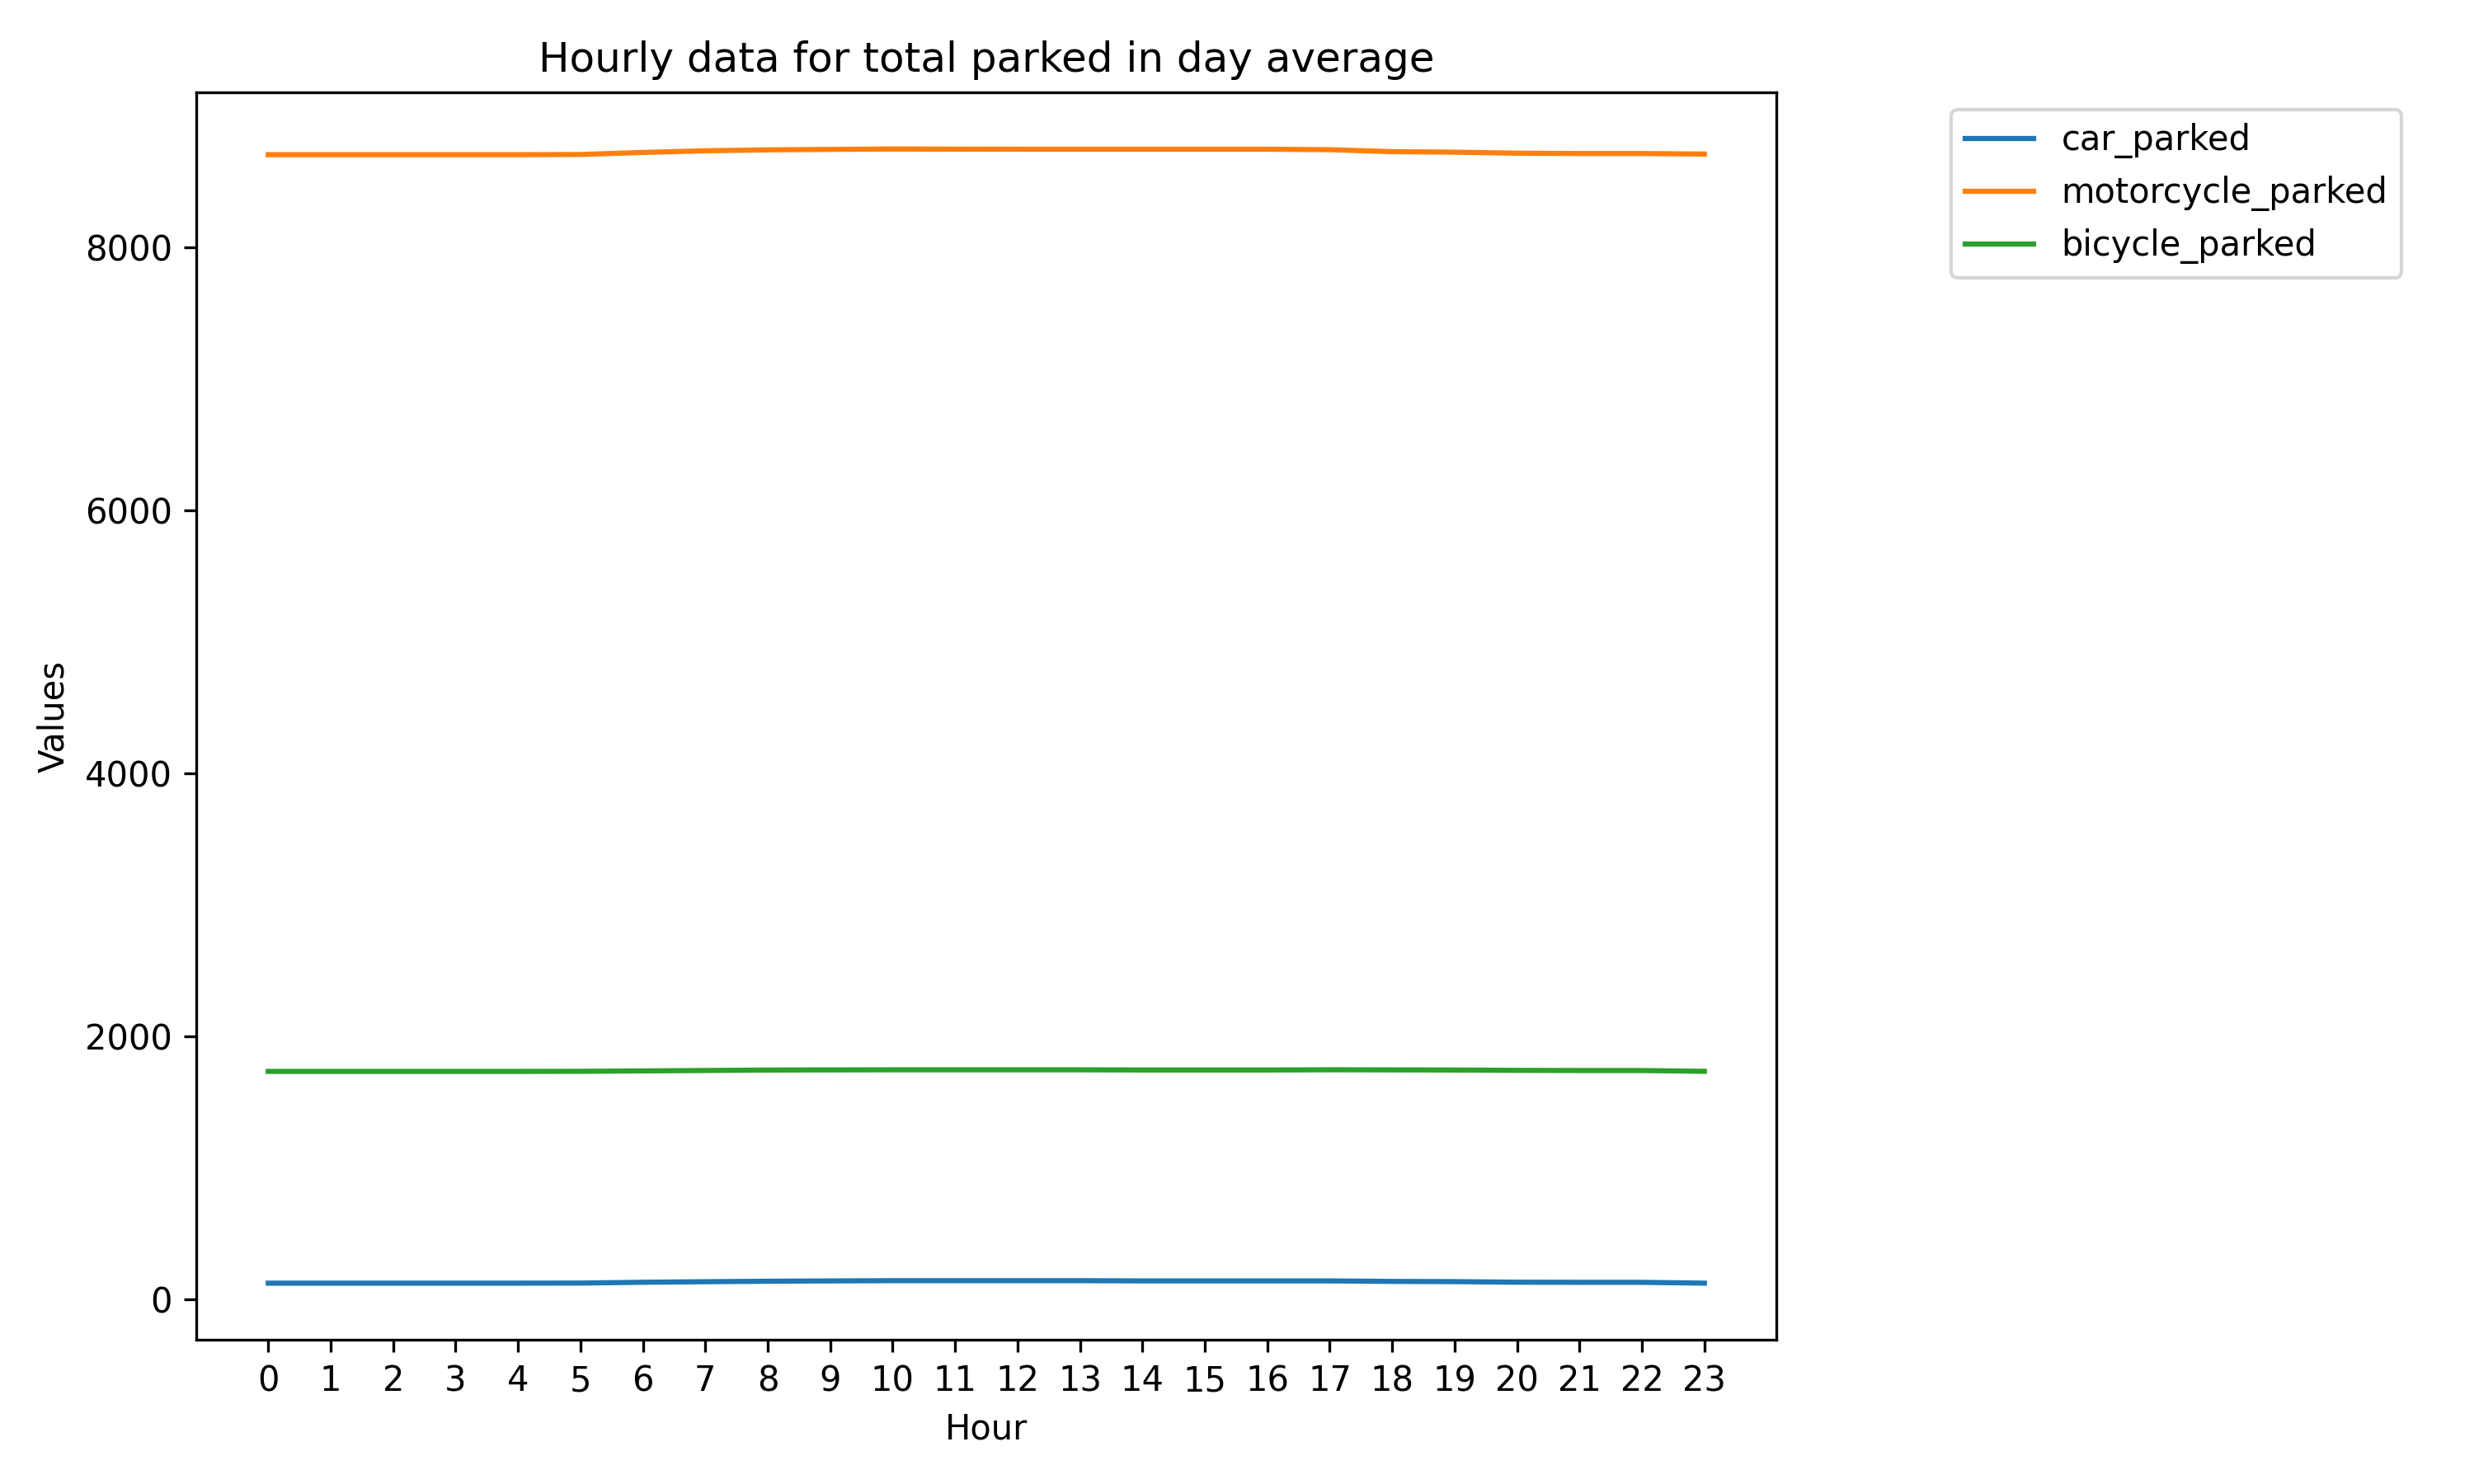 Hourly data for total parked in day average
car_parked
motorcycle_parked
bicycle_parked
8000
6000
4000
2000
0
Values
0 1 2 3 4 5 6 7 8 9 10 11 12 13 14 15 16 17 18 19 20 21 22 23
Hour